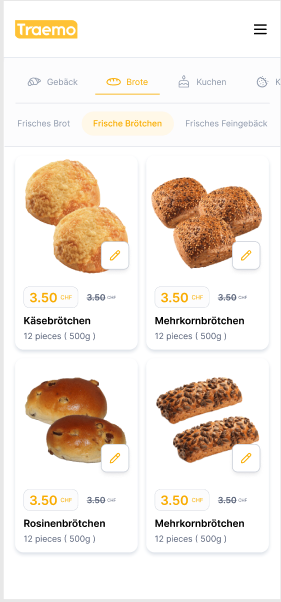 Traemo
Gebäck Brote Kuchen K
Frisches Brot Frische Brötchen Frisches Feingebäck
3.50 CHF 3.50 CHF
Käsebrötchen
12 pieces ( 500g )
3.50 CHF 3.50 CHF
Mehrkornbrötchen
12 pieces ( 500g )
3.50 CHF 3.50 CHF
Rosinenbrötchen
12 pieces ( 500g )
3.50 CHF 3.50 CHF
Mehrkornbrötchen
12 pieces ( 500g )